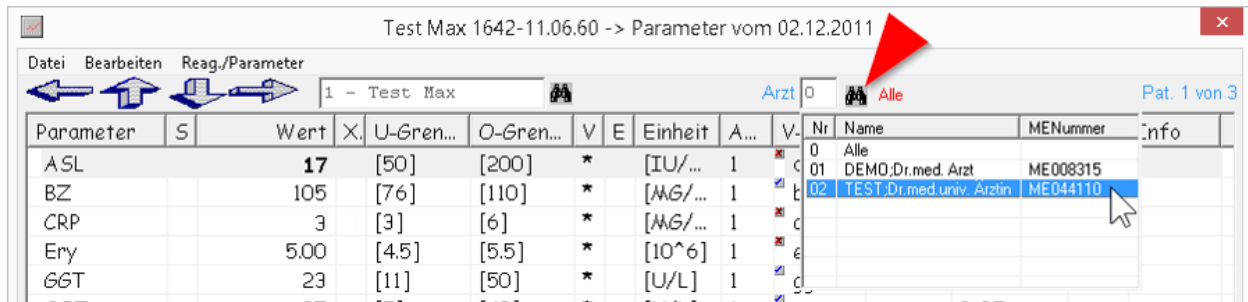 Test Max 1642-11.06.60 -> Parameter vom 02.12.2011
Datei Bearbeiten Reag./Parameter
1 - Test Max Arzt 0 Alle Pat. 1 von 3
Parameter S Wert X. U-Gren... O-Gren... V E Einheit A... V- Info
Nr Name MENummer
0 Alle
01 DEMO;Dr.med. Arzt ME008315
02 TEST;Dr.med.univ. Ärztin ME044110
ASL 17 [50] [200] * [IU/... 1
BZ 105 [76] [110] * [MG/... 1
CRP 3 [3] [6] * [MG/... 1
Ery 5.00 [4.5] [5.5] * [10^6] 1
GGT 23 [11] [50] * [U/L] 1